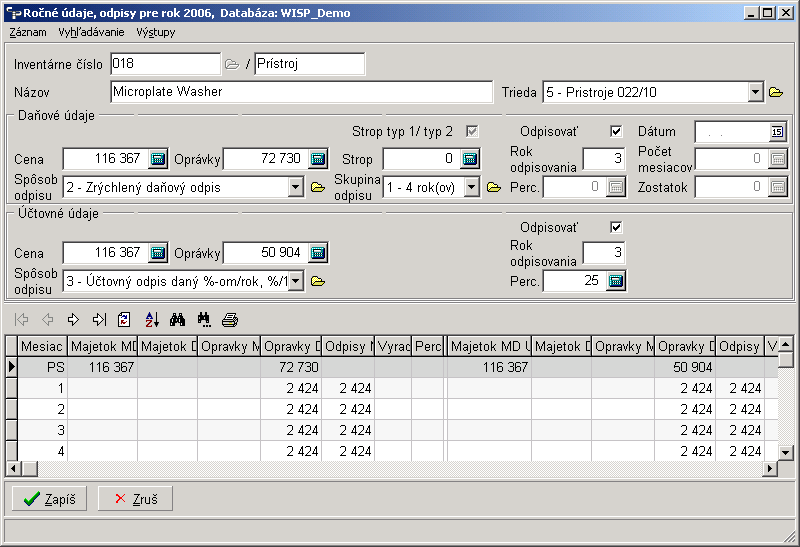 Ročné údaje, odpisy pre rok 2006, Databáza: WISP_Demo
Záznam Vyhľadávanie Výstupy
Inventárne číslo 018 / Prístroj
Názov Microplate Washer Trieda 5 - Pristroje 022/10
Daňové údaje
Strop typ 1/ typ 2 Odpisovať Dátum . . 15
Cena 116 367 Oprávky 72 730 Strop 0 Rok odpisovania 3 Počet mesiacov 0
Spôsob odpisu 2 - Zrýchlený daňový odpis Skupina odpisu 1 - 4 rok(ov) Perc. 0 Zostatok 0
Účtovné údaje
Odpisovať
Cena 116 367 Oprávky 50 904 Rok odpisovania 3
Spôsob odpisu 3 - Účtovný odpis daný %-om/rok, %/1 Perc. 25
Mesiac Majetok MD Majetok D Opravky M Opravky D Odpisy M Vyrac Perc Majetok MD U Majetok D Opravky M Opravky D Odpisy V
PS 116 367 72 730 116 367 50 904
1 2 424 2 424 2 424 2 424
2 2 424 2 424 2 424 2 424
3 2 424 2 424 2 424 2 424
4 2 424 2 424 2 424 2 424
Zapíš Zruš